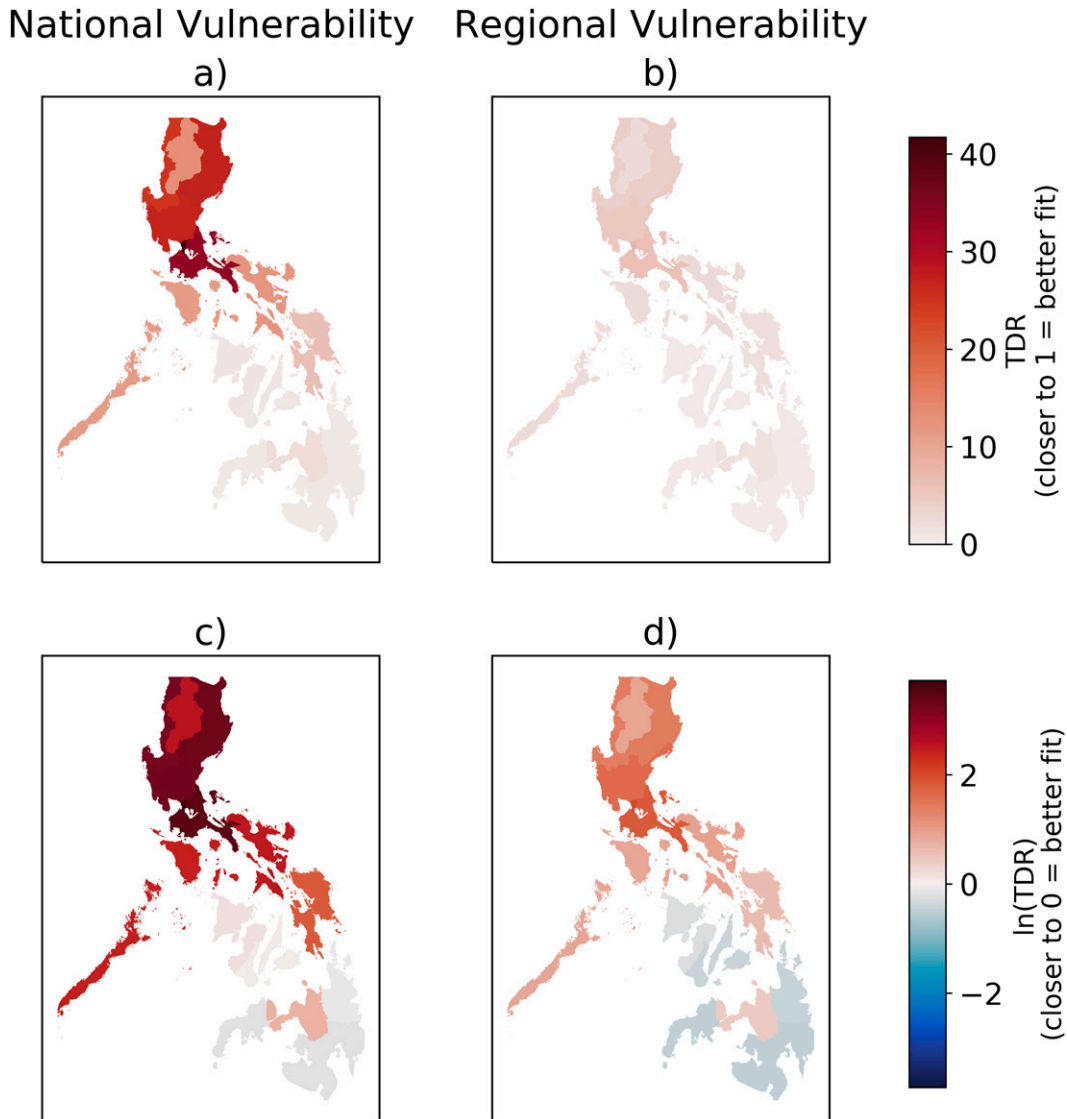 National Vulnerability
Regional Vulnerability
a)
b)
40
30
20
10
0
TDR
(closer to 1 = better fit)
c)
d)
2
0
−2
ln(TDR)
(closer to 0 = better fit)